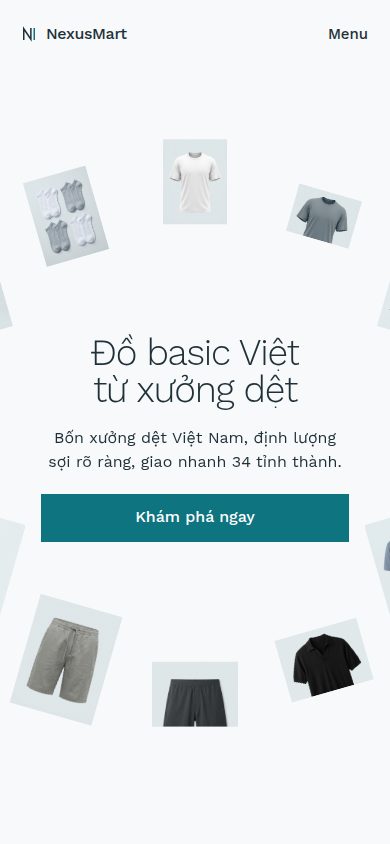 NexusMart
Menu
Đồ basic Việt
từ xưởng dệt
Bốn xưởng dệt Việt Nam, định lượng
sợi rõ ràng, giao nhanh 34 tỉnh thành.
Khám phá ngay